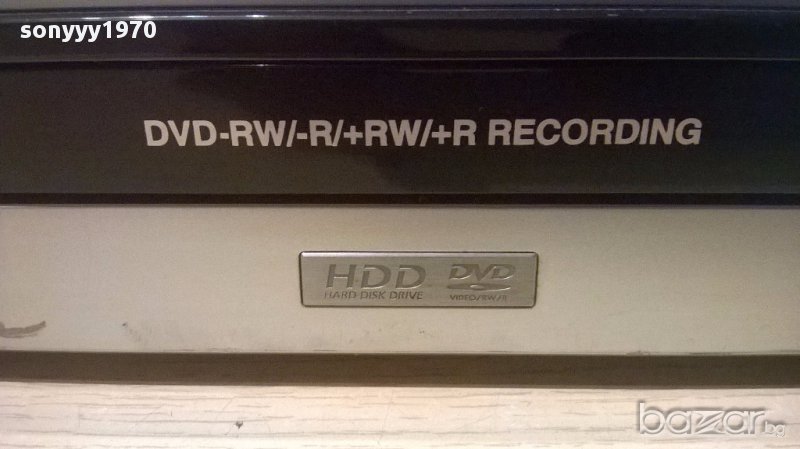 sonyyy1970
DVD-RW/-R/+RW/+R RECORDING
HDD
HARD DISK DRIVE
DVD
VIDEO/RW/R
bazar.bg